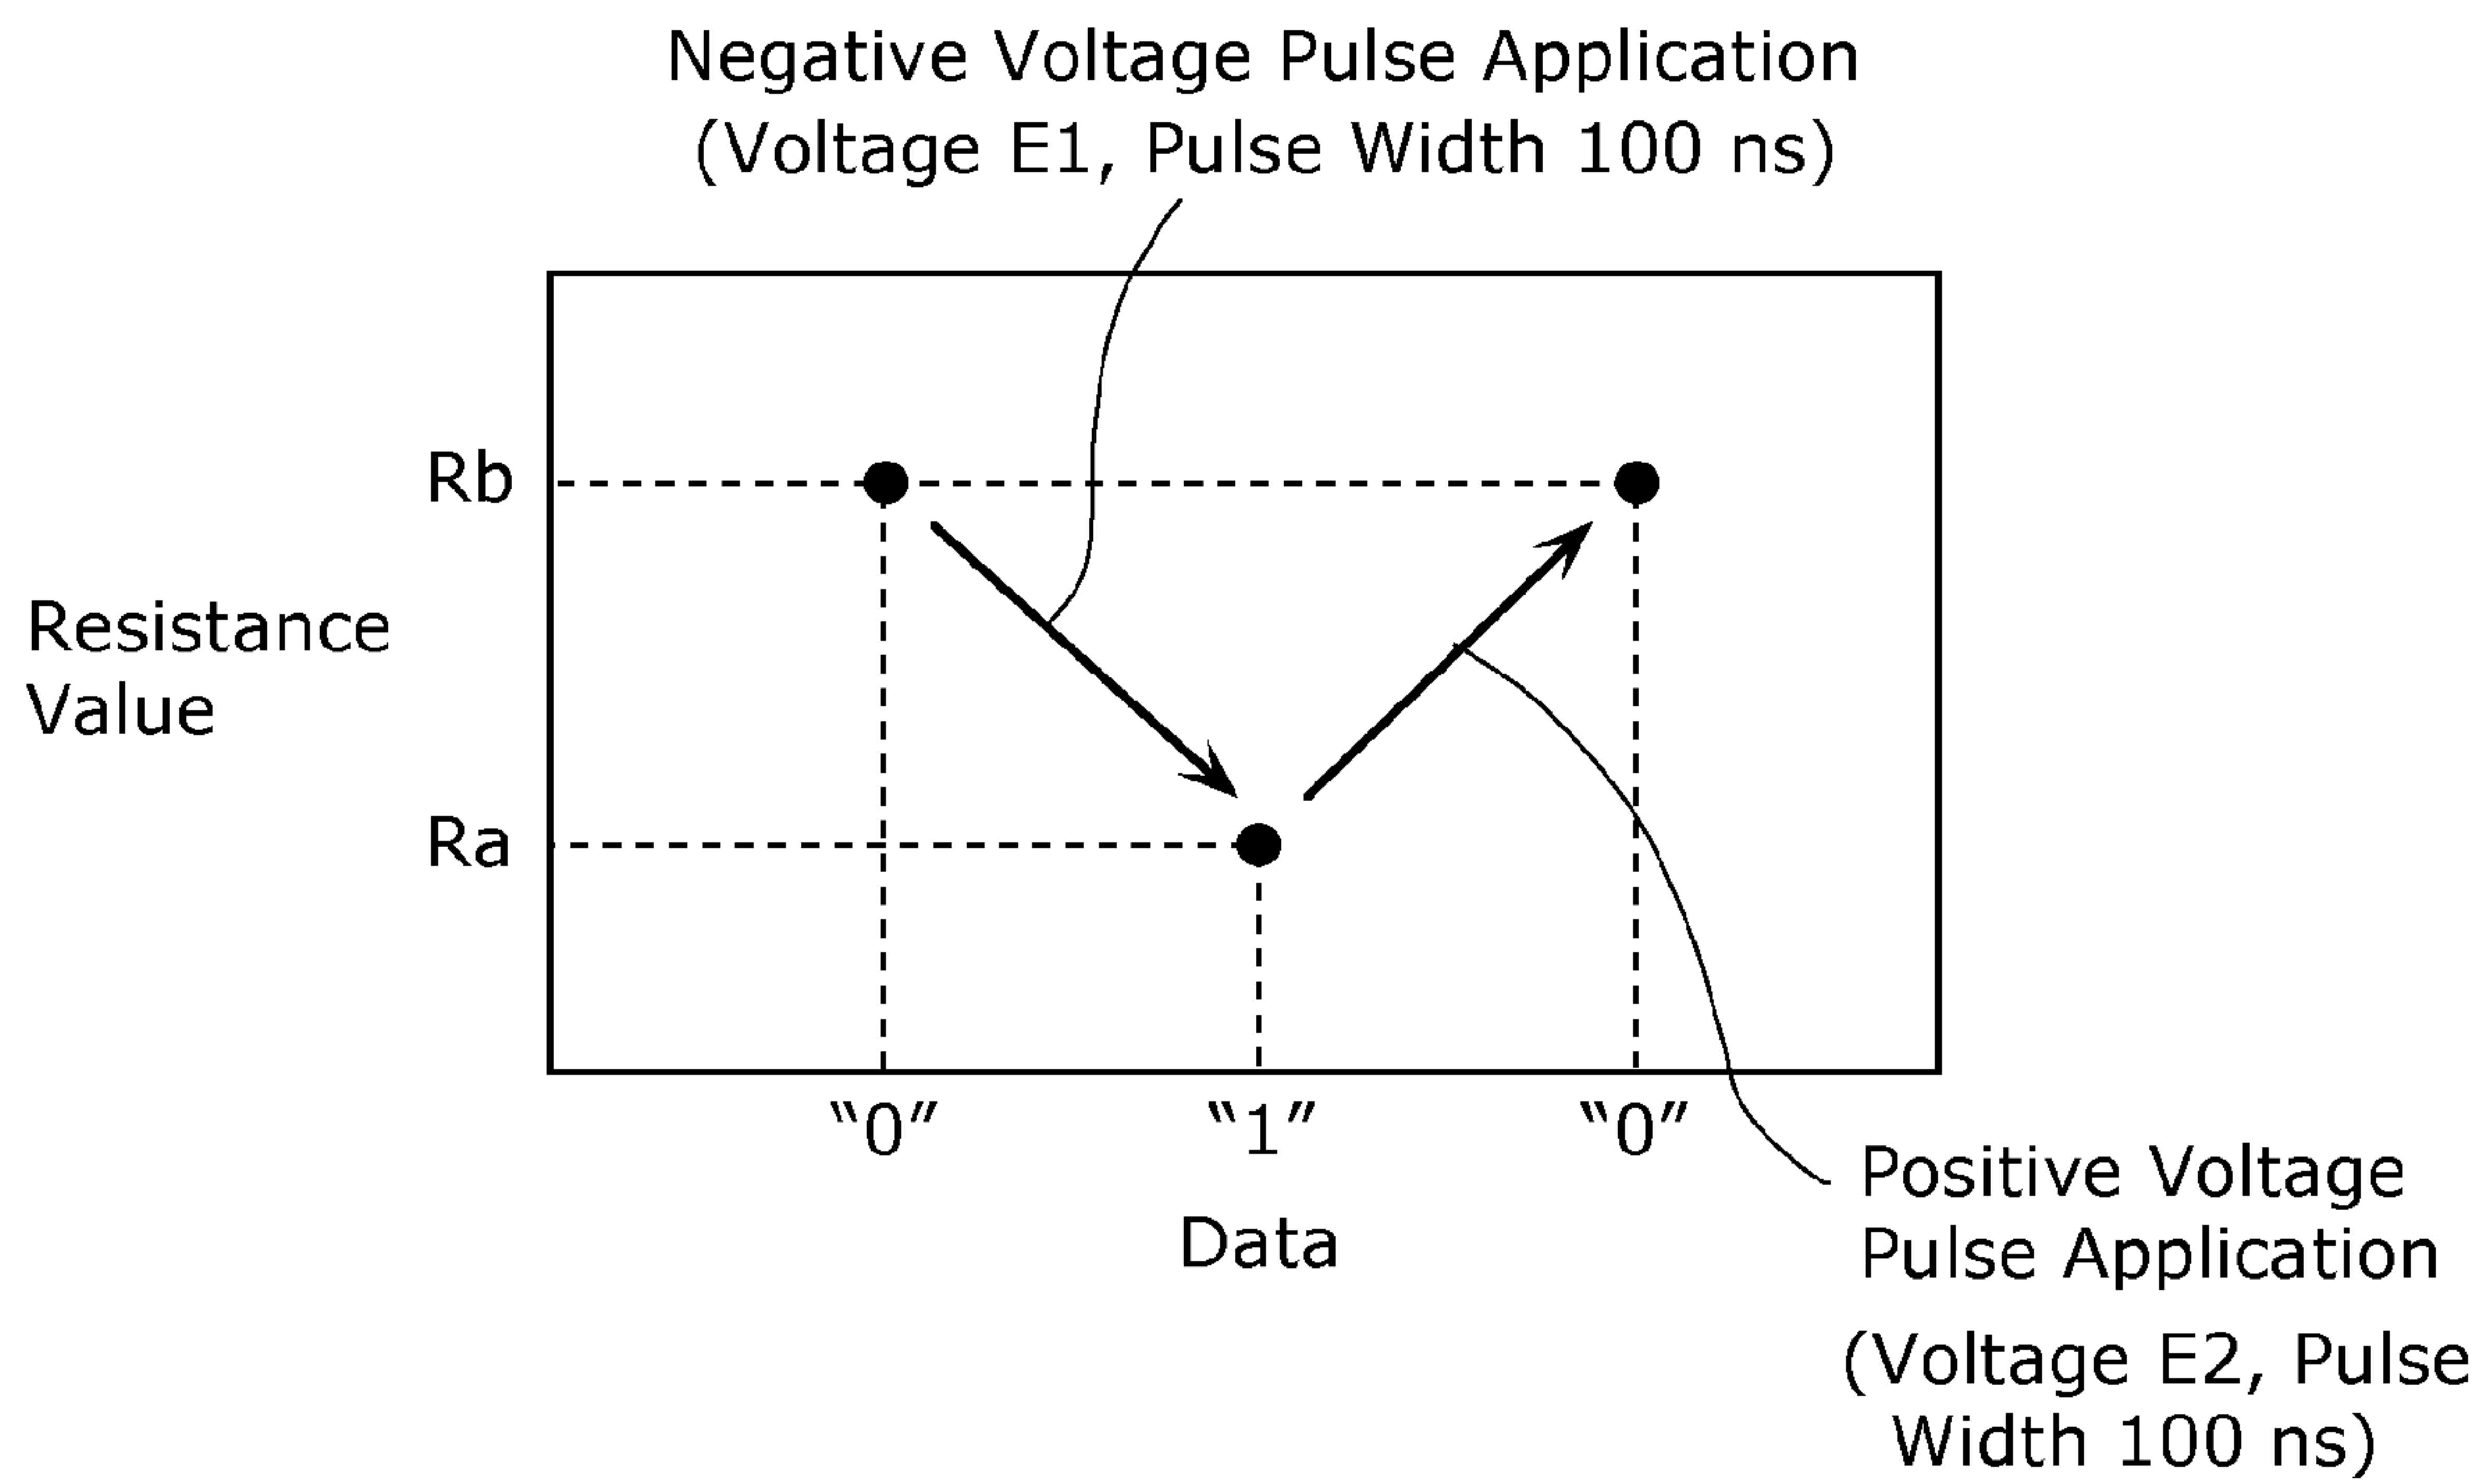 Negative Voltage Pulse Application
(Voltage E1, Pulse Width 100 ns)
Rb
Resistance
Value
Ra
“0” “1” “0”
Data
Positive Voltage
Pulse Application
(Voltage E2, Pulse
Width 100 ns)